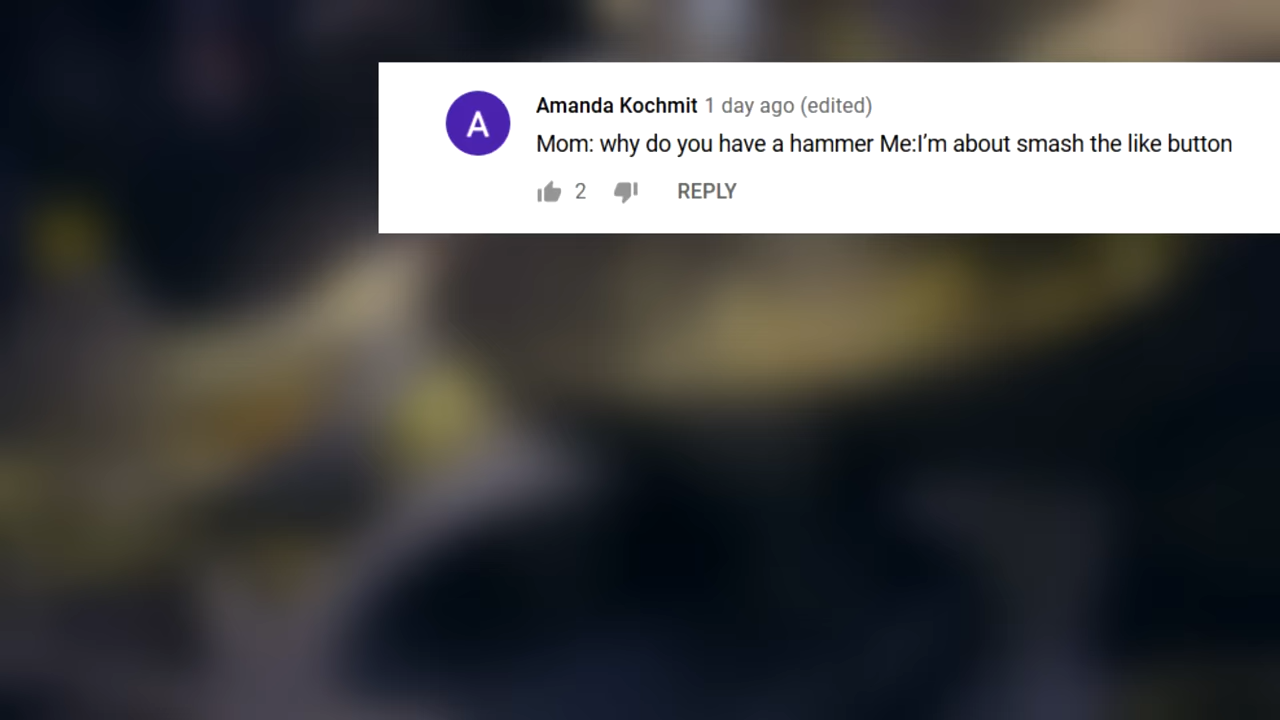 A
Amanda Kochmit 1 day ago (edited)
Mom: why do you have a hammer Me:I’m about smash the like button
2 REPLY